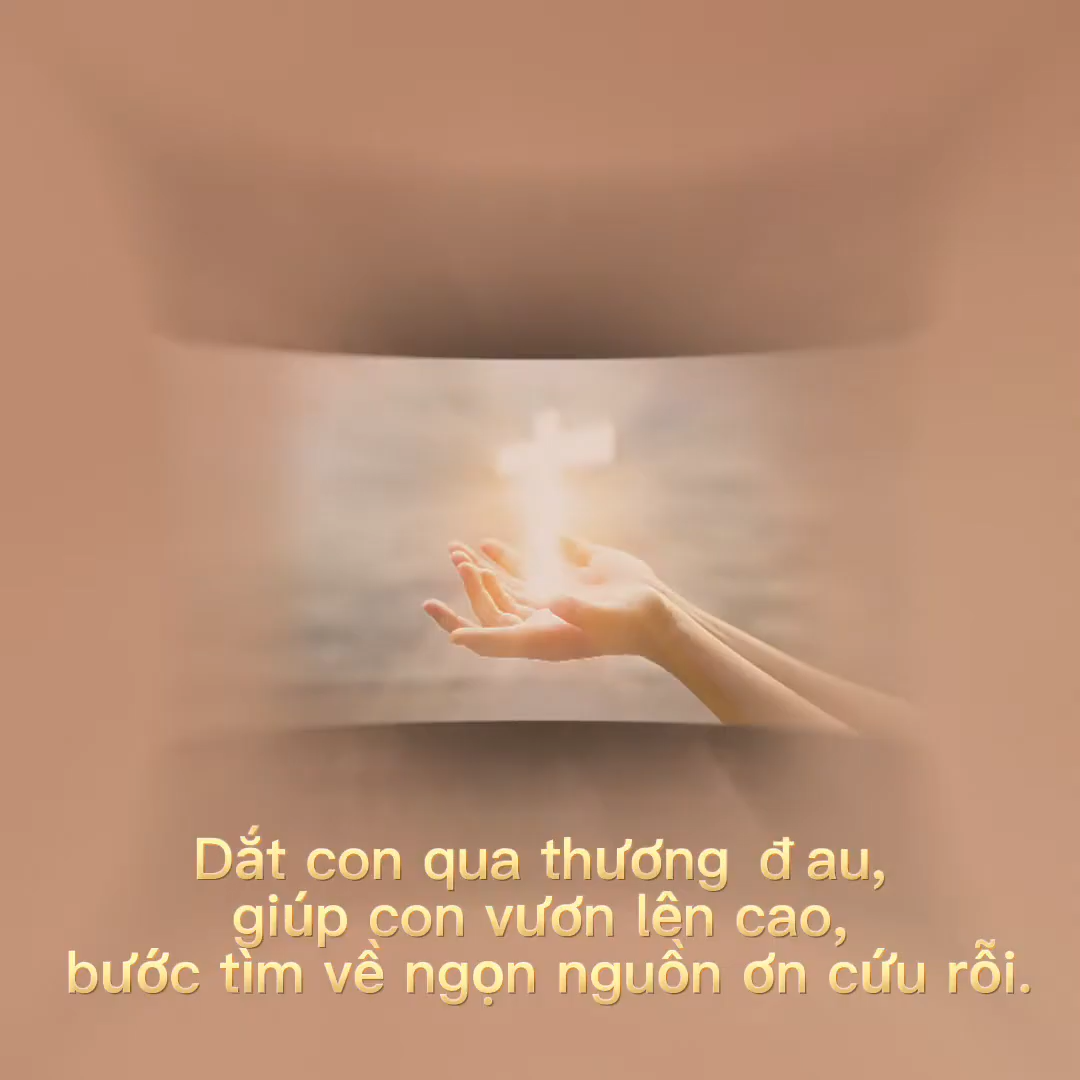 Dắt con qua thương đau,
giúp con vươn lên cao,
bước tìm về ngọn nguồn ơn cứu rỗi.